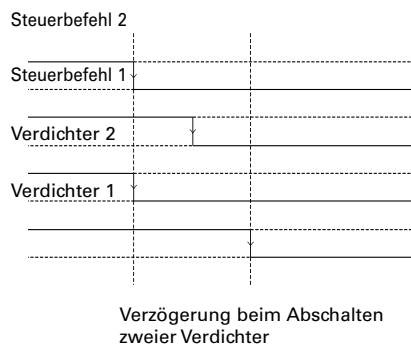 Steuerbefehl 2
Steuerbefehl 1
Verdichter 2
Verdichter 1
Verzögerung beim Abschalten
zweier Verdichter